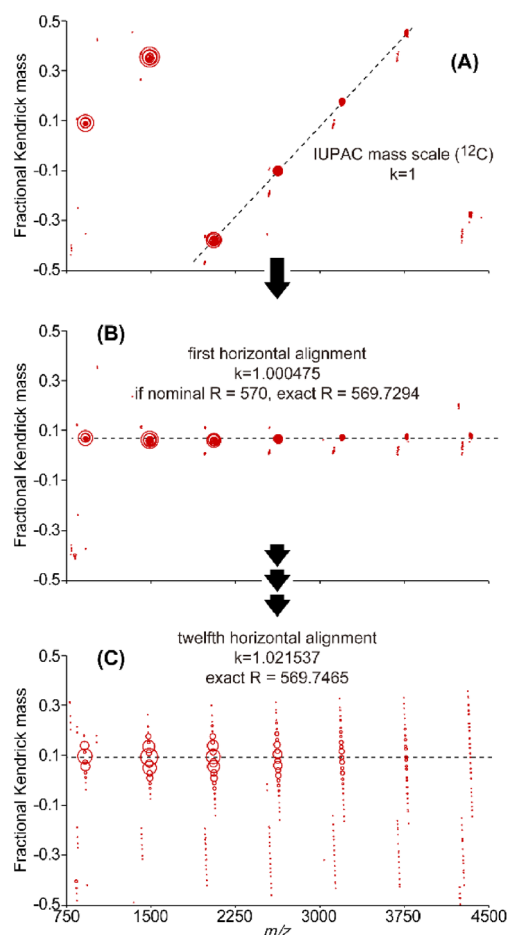 0.5
0.3
0.1
-0.1
-0.3
-0.5
Fractional Kendrick mass
(A)
IUPAC mass scale (¹²C)
k=1
(B)
first horizontal alignment
k=1.000475
if nominal R = 570, exact R = 569.7294
0.5
0.3
0.1
-0.1
-0.3
-0.5
Fractional Kendrick mass
(C)
twelfth horizontal alignment
k=1.021537
exact R = 569.7465
0.5
0.3
0.1
-0.1
-0.3
-0.5
Fractional Kendrick mass
750 1500 2250 3000 3750 4500
m/z